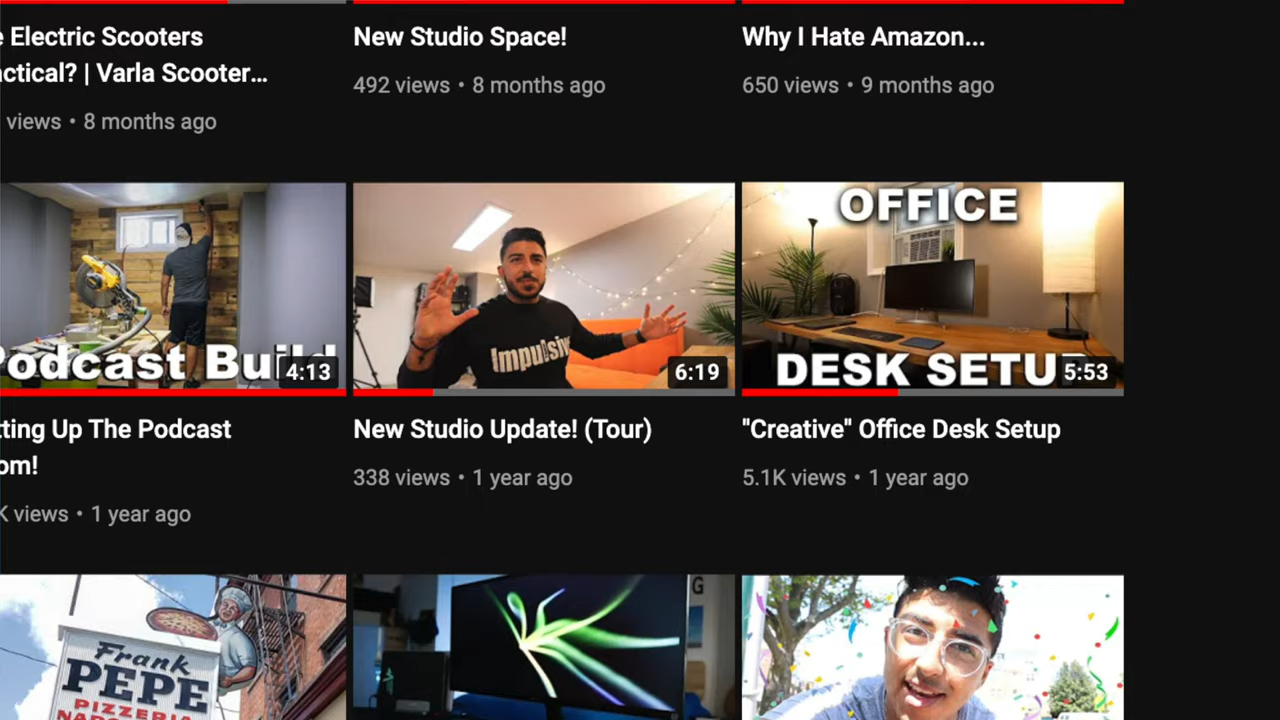 e Electric Scooters
actical? | Varla Scooter...
views • 8 months ago
New Studio Space!
492 views • 8 months ago
Why I Hate Amazon...
650 views • 9 months ago
Podcast Buil
4:13
tting Up The Podcast
om!
K views • 1 year ago
Impulsive
6:19
New Studio Update! (Tour)
338 views • 1 year ago
OFFICE
DESK SETU
5:53
"Creative" Office Desk Setup
5.1K views • 1 year ago
Frank
PEPE
PIZZERIA
G